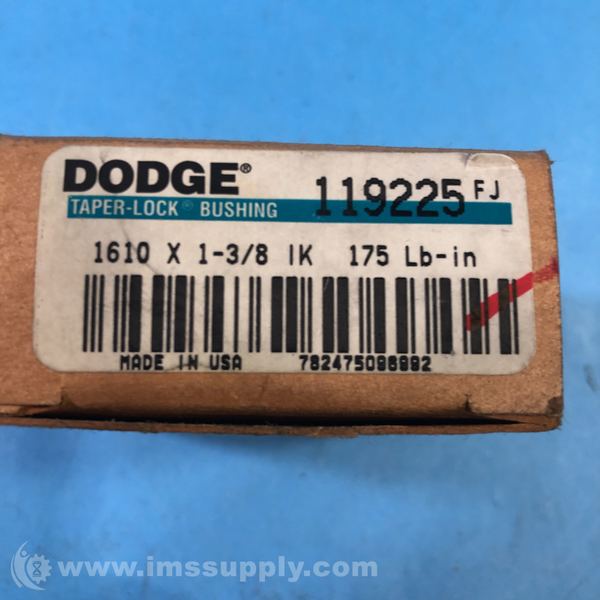 DODGE®
119225 FJ
TAPER-LOCK® BUSHING
1610 X 1-3/8 IK 175 Lb-in
MADE IN USA 782475096992
www.imssupply.com